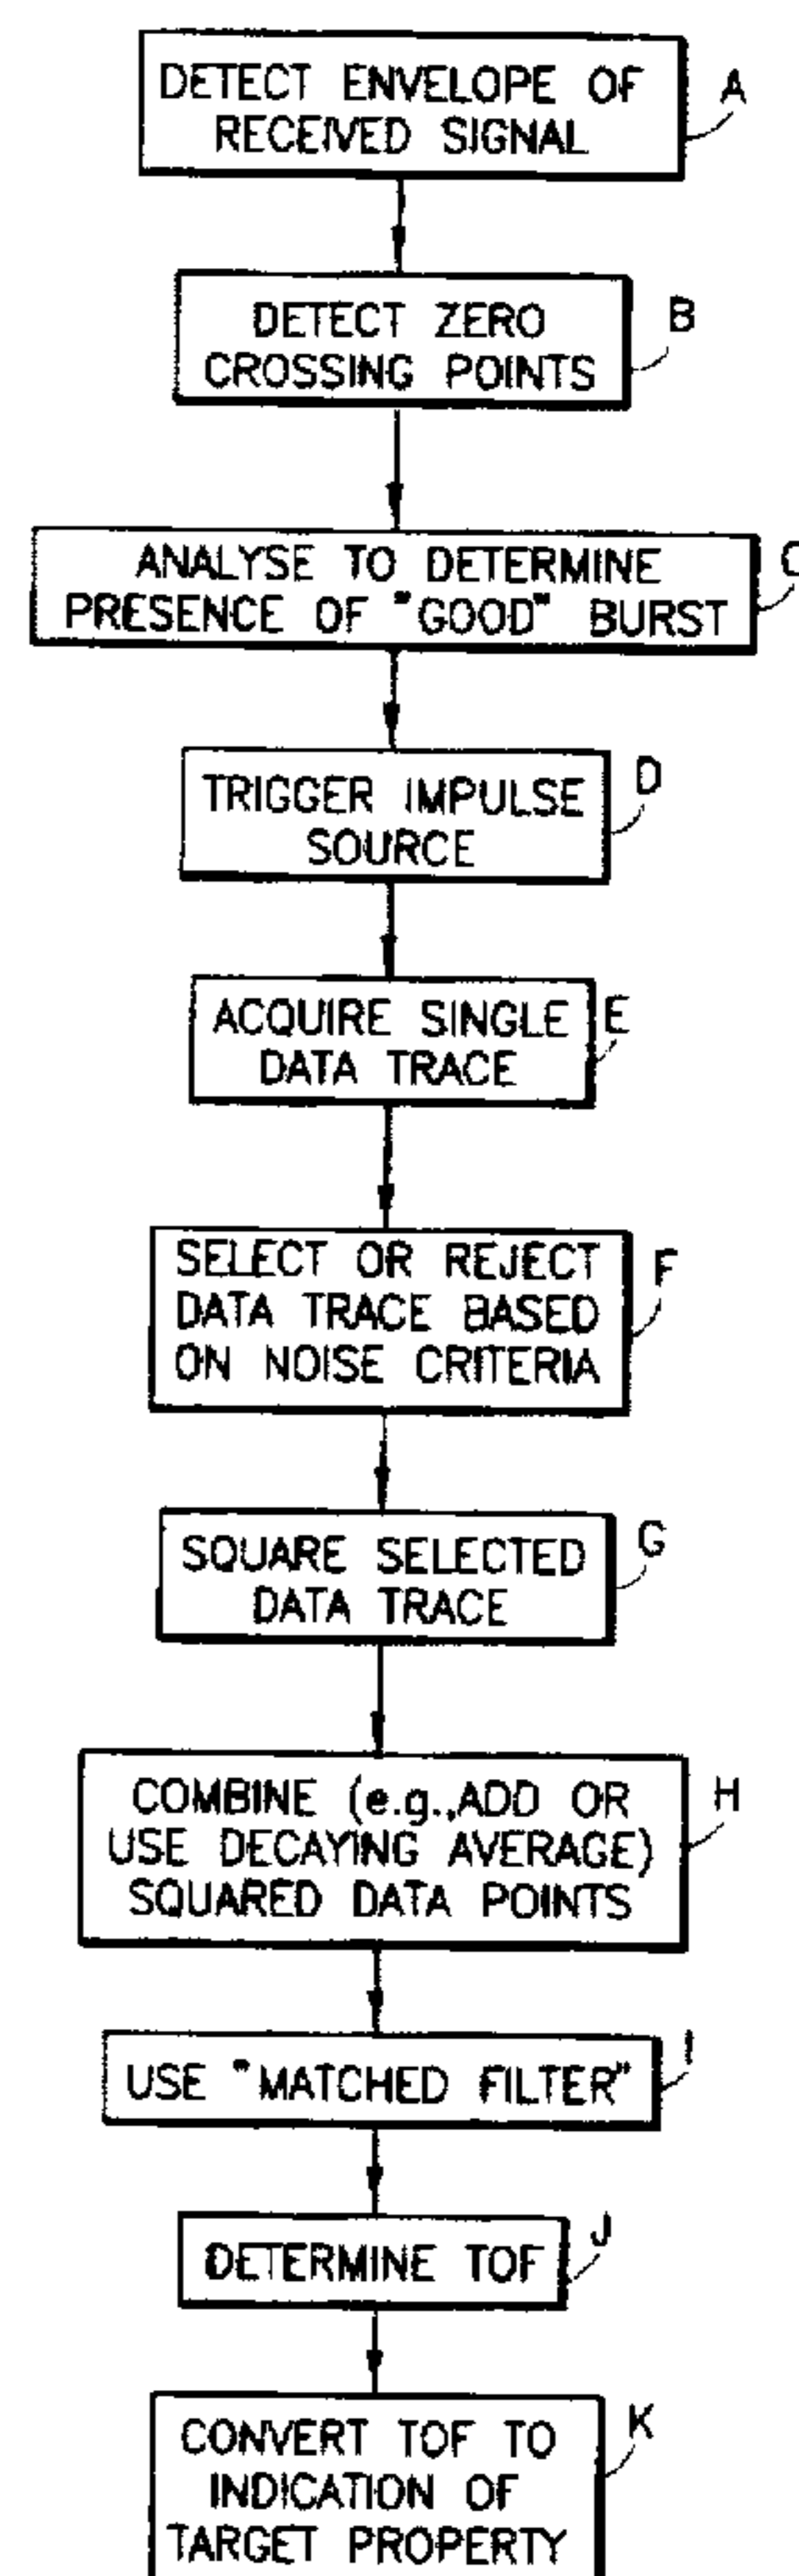 DETECT ENVELOPE OF
RECEIVED SIGNAL
A
DETECT ZERO
CROSSING POINTS
B
ANALYSE TO DETERMINE
PRESENCE OF "GOOD" BURST
C
TRIGGER IMPULSE
SOURCE
D
ACQUIRE SINGLE
DATA TRACE
E
SELECT OR REJECT
DATA TRACE BASED
ON NOISE CRITERIA
F
SQUARE SELECTED
DATA TRACE
G
COMBINE (e.g.,ADD OR
USE DECAYING AVERAGE)
SQUARED DATA POINTS
H
USE "MATCHED FILTER"
I
DETERMINE TOF
J
CONVERT TOF TO
INDICATION OF
TARGET PROPERTY
K